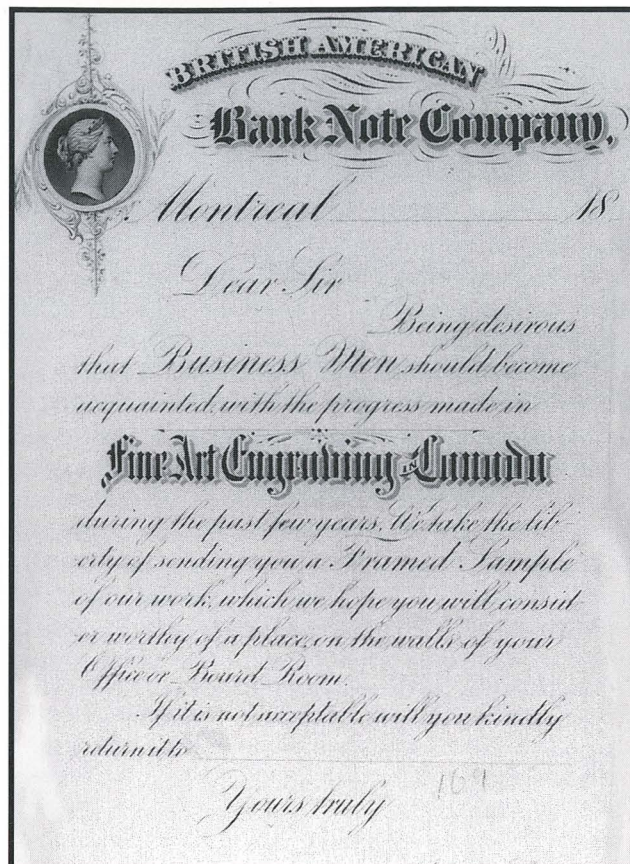 BRITISH AMERICAN
Bank Note Company,
Montreal 18
Dear Sir
Being desirous
that Business Men should become
acquainted with the progress made in
Fine Art Engraving IN Canada
during the past few years, We take the lib-
erty of sending you a Framed Sample
of our work, which we hope you will consid-
er worthy of a place on the walls of your
Office or Board Room.
If it is not acceptable will you kindly
return it to
Yours truly
169